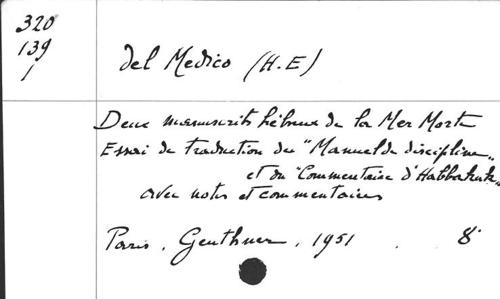 320
139
1
del Medico (H.E)
Deux manuscrits hébreux de la Mer Morte
Essai de traduction du "Manuel de discipline„
et du "Commentaire d'Habbakuk„
avec notes et commentaires
Paris, Geuthner, 1951. 8°